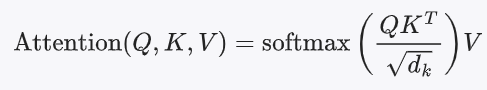 Attention(Q, K, V) = softmax(QK^T / √d_k)V